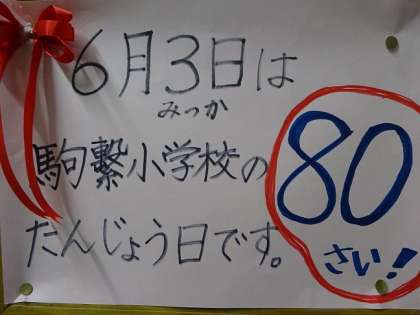 6月3日は
みっか
駒繋小学校の
たんじょう日です。
80
さい!